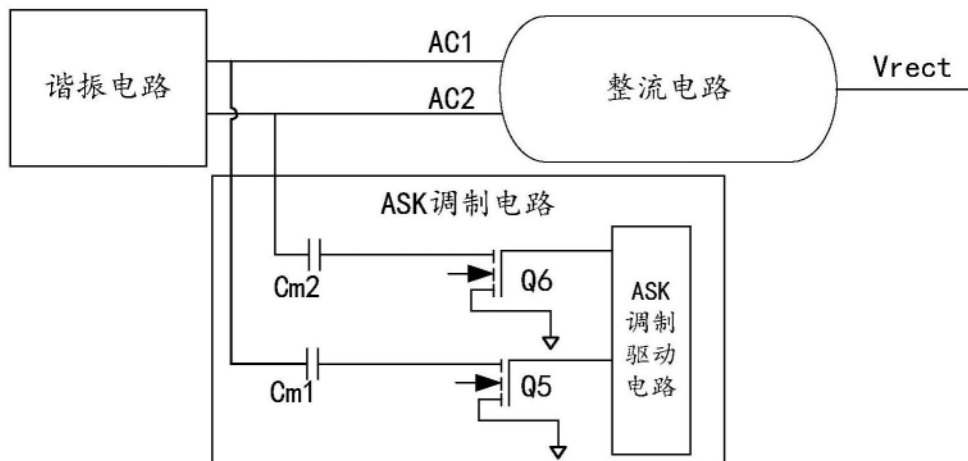 谐振电路
AC1
AC2
整流电路
Vrect
ASK调制电路
Cm2
Q6
Cm1
Q5
ASK
调制
驱动
电路